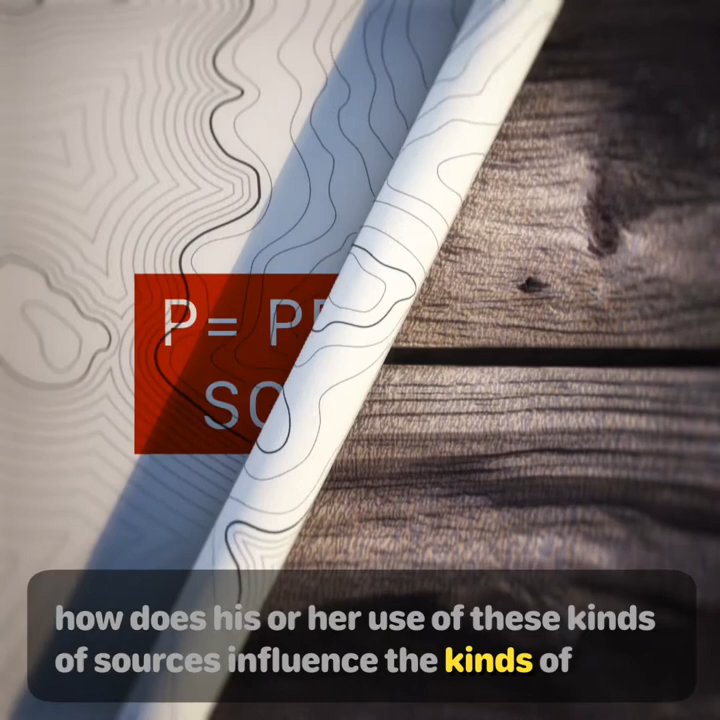 P= P
SO
how does his or her use of these kinds
of sources influence the kinds of